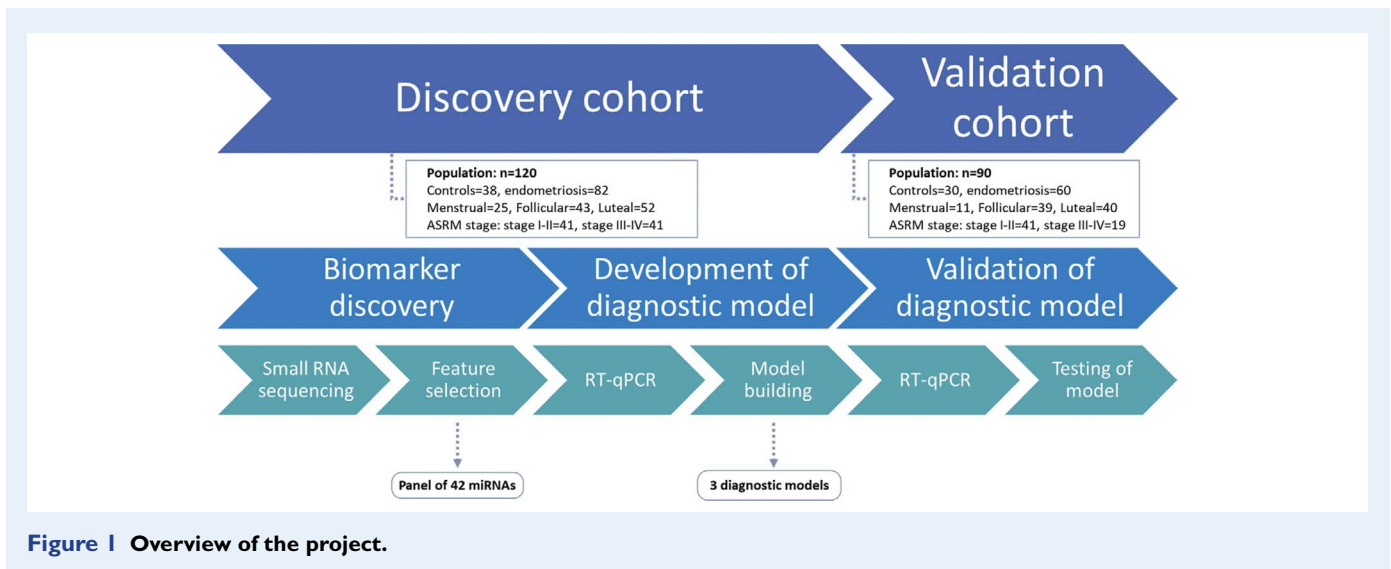 Discovery cohort
Validation
cohort
Population: n=120
Controls=38, endometriosis=82
Menstrual=25, Follicular=43, Luteal=52
ASRM stage: stage I-II=41, stage III-IV=41
Population: n=90
Controls=30, endometriosis=60
Menstrual=11, Follicular=39, Luteal=40
ASRM stage: stage I-II=41, stage III-IV=19
Biomarker
discovery
Development of
diagnostic model
Validation of
diagnostic model
Small RNA
sequencing
Feature
selection
RT-qPCR
Model
building
RT-qPCR
Testing of
model
Panel of 42 miRNAs
3 diagnostic models
Figure 1 Overview of the project.